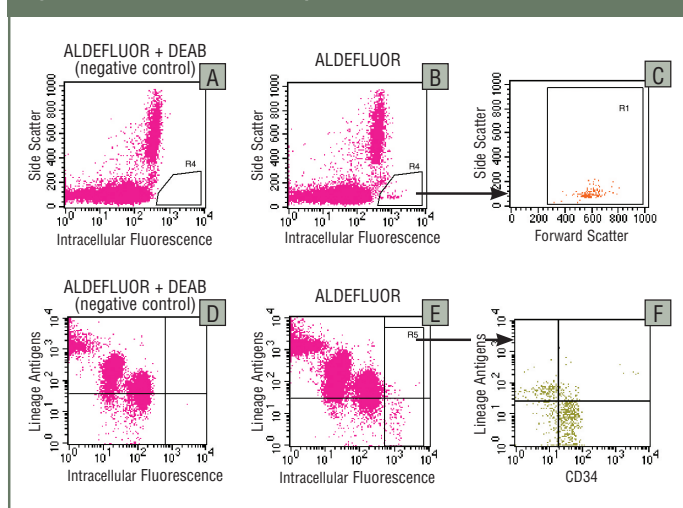 ALDEFLUOR + DEAB
(negative control)
A
Side Scatter
0 200 400 600 800 1000
R4
10^0 10^1 10^2 10^3 10^4
Intracellular Fluorescence
ALDEFLUOR
B
Side Scatter
0 200 400 600 800 1000
R4
10^0 10^1 10^2 10^3 10^4
Intracellular Fluorescence
C
Side Scatter
0 200 400 600 800 1000
R1
0 200 400 600 800 1000
Forward Scatter
ALDEFLUOR + DEAB
(negative control)
D
Lineage Antigens
10^0 10^1 10^2 10^3 10^4
10^0 10^1 10^2 10^3 10^4
Intracellular Fluorescence
ALDEFLUOR
E
Lineage Antigens
10^0 10^1 10^2 10^3 10^4
R5
10^0 10^1 10^2 10^3 10^4
Intracellular Fluorescence
F
Lineage Antigens
10^0 10^1 10^2 10^3 10^4
10^0 10^1 10^2 10^3 10^4
CD34